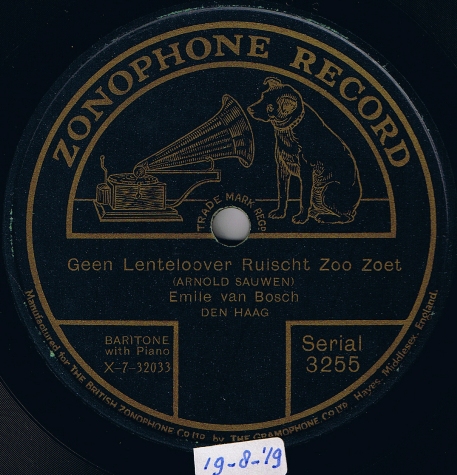 ZONOPHONE RECORD
TRADE MARK REGD.
Geen Lenteloover Ruischt Zoo Zoet
(ARNOLD SAUWEN)
Emile van Bosch
DEN HAAG
BARITONE
with Piano
X-7-32033
Serial
3255
Manufactured for THE BRITISH ZONOPHONE Co Ltd. by THE GRAMOPHONE Co Ltd. Hayes, Middlesex, England.
19-8-'19